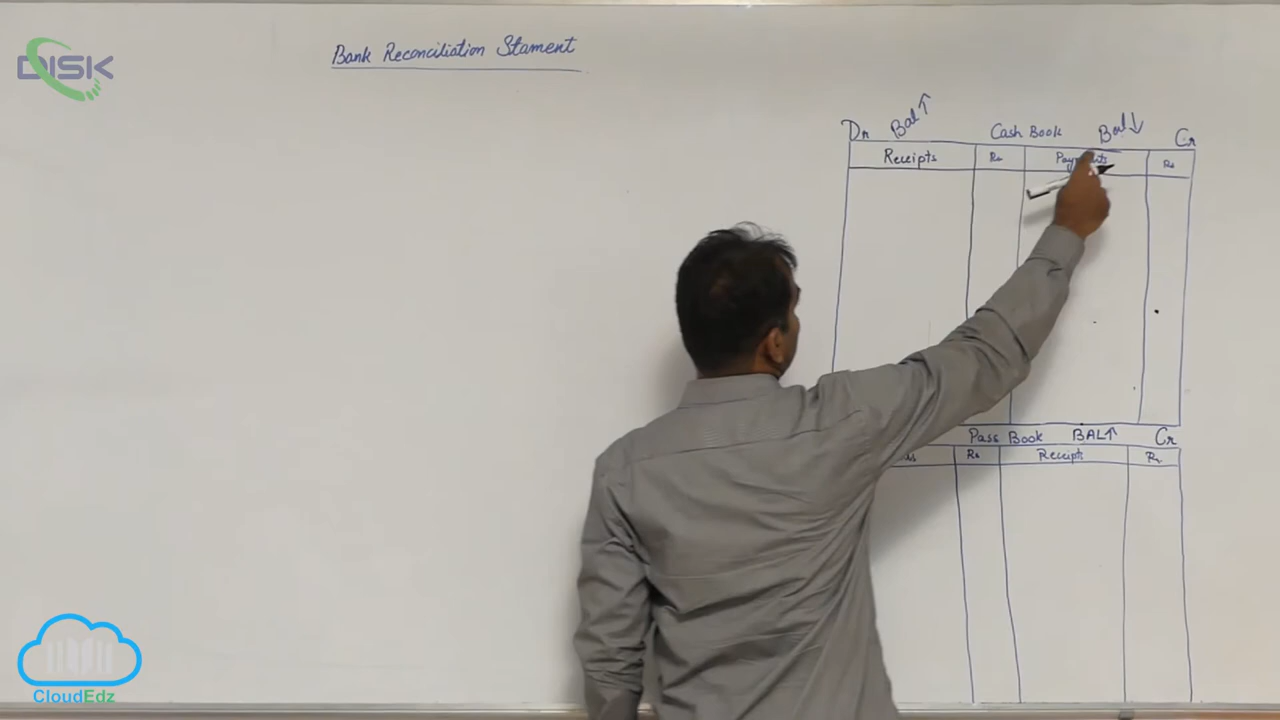 DISK
Bank Reconciliation Stament
Dr Bal↑ Cash Book Bal↓ Cr
Receipts Rs Payments Rs
Pass Book BAL↑ Cr
Rs Receipts Rs
CloudEdz